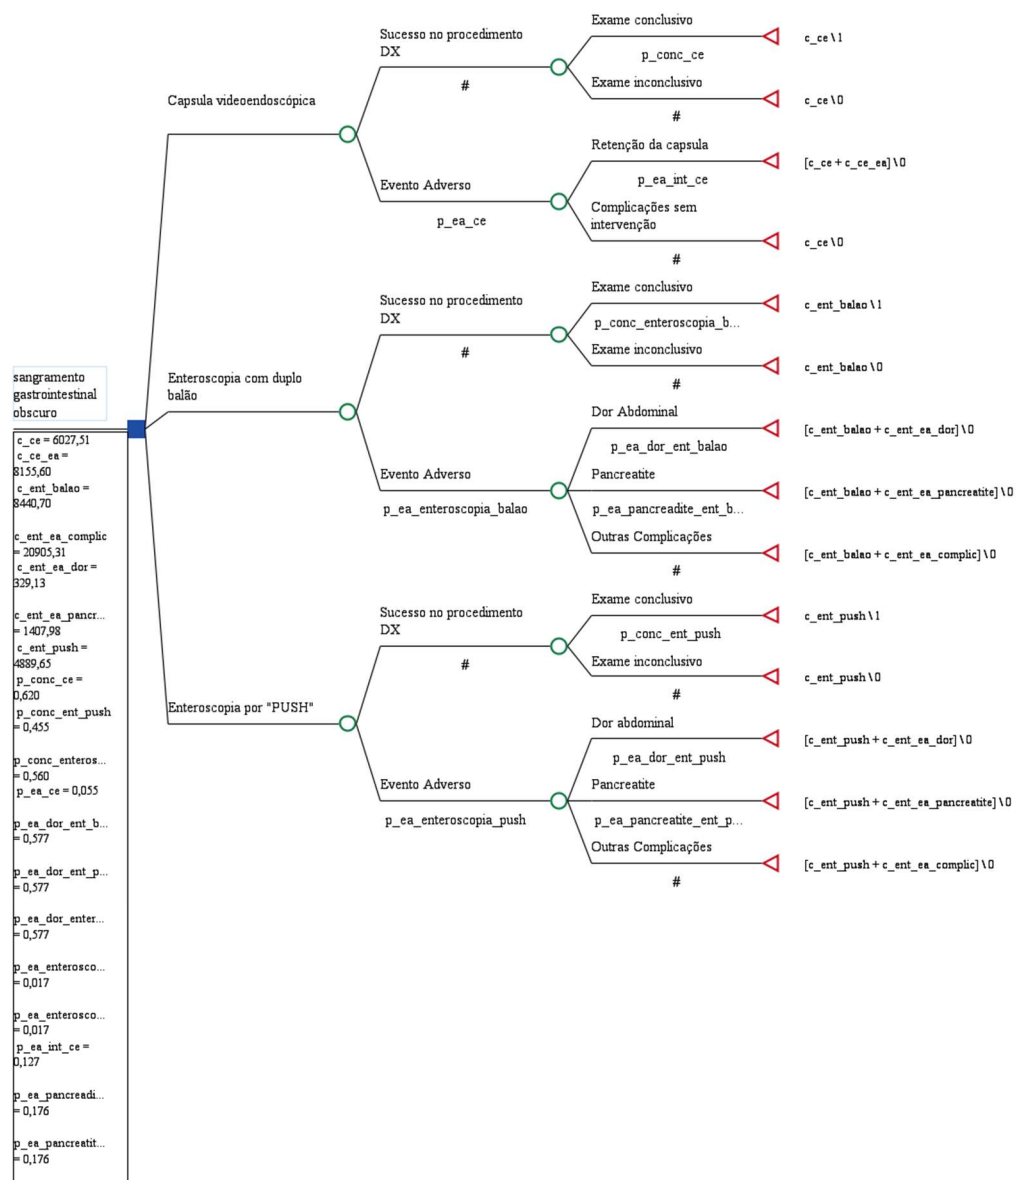 sangramento
gastrointestinal
obscuro
c_ce = 6027,51
c_ce_ea =
8155,60
c_ent_balao =
8440,70
c_ent_ea_complic
= 20905,31
c_ent_ea_dor =
329,13
c_ent_ea_pancr...
= 1407,98
c_ent_push =
4889,65
p_conc_ce =
0,620
p_conc_ent_push
= 0,455
p_conc_enteros...
= 0,560
p_ea_ce = 0,055
p_ea_dor_ent_b...
= 0,577
p_ea_dor_ent_p...
= 0,577
p_ea_dor_enter...
= 0,577
p_ea_enterosco...
= 0,017
p_ea_enterosco...
= 0,017
p_ea_int_ce =
0,127
p_ea_pancreadi...
= 0,176
p_ea_pancreatit...
= 0,176
Capsula videoendoscópica
Sucesso no procedimento
DX
#
Exame conclusivo
p_conc_ce
c_ce \ 1
Exame inconclusivo
#
c_ce \ 0
Evento Adverso
p_ea_ce
Retenção da capsula
p_ea_int_ce
[c_ce + c_ce_ea] \ 0
Complicações sem
intervenção
#
c_ce \ 0
Enteroscopia com duplo
balão
Sucesso no procedimento
DX
#
Exame conclusivo
p_conc_enteroscopia_b...
c_ent_balao \ 1
Exame inconclusivo
#
c_ent_balao \ 0
Evento Adverso
p_ea_enteroscopia_balao
Dor Abdominal
p_ea_dor_ent_balao
[c_ent_balao + c_ent_ea_dor] \ 0
Pancreatite
p_ea_pancreadite_ent_b...
[c_ent_balao + c_ent_ea_pancreatite] \ 0
Outras Complicações
#
[c_ent_balao + c_ent_ea_complic] \ 0
Enteroscopia por "PUSH"
Sucesso no procedimento
DX
#
Exame conclusivo
p_conc_ent_push
c_ent_push \ 1
Exame inconclusivo
#
c_ent_push \ 0
Evento Adverso
p_ea_enteroscopia_push
Dor abdominal
p_ea_dor_ent_push
[c_ent_push + c_ent_ea_dor] \ 0
Pancreatite
p_ea_pancreatite_ent_p...
[c_ent_push + c_ent_ea_pancreatite] \ 0
Outras Complicações
#
[c_ent_push + c_ent_ea_complic] \ 0